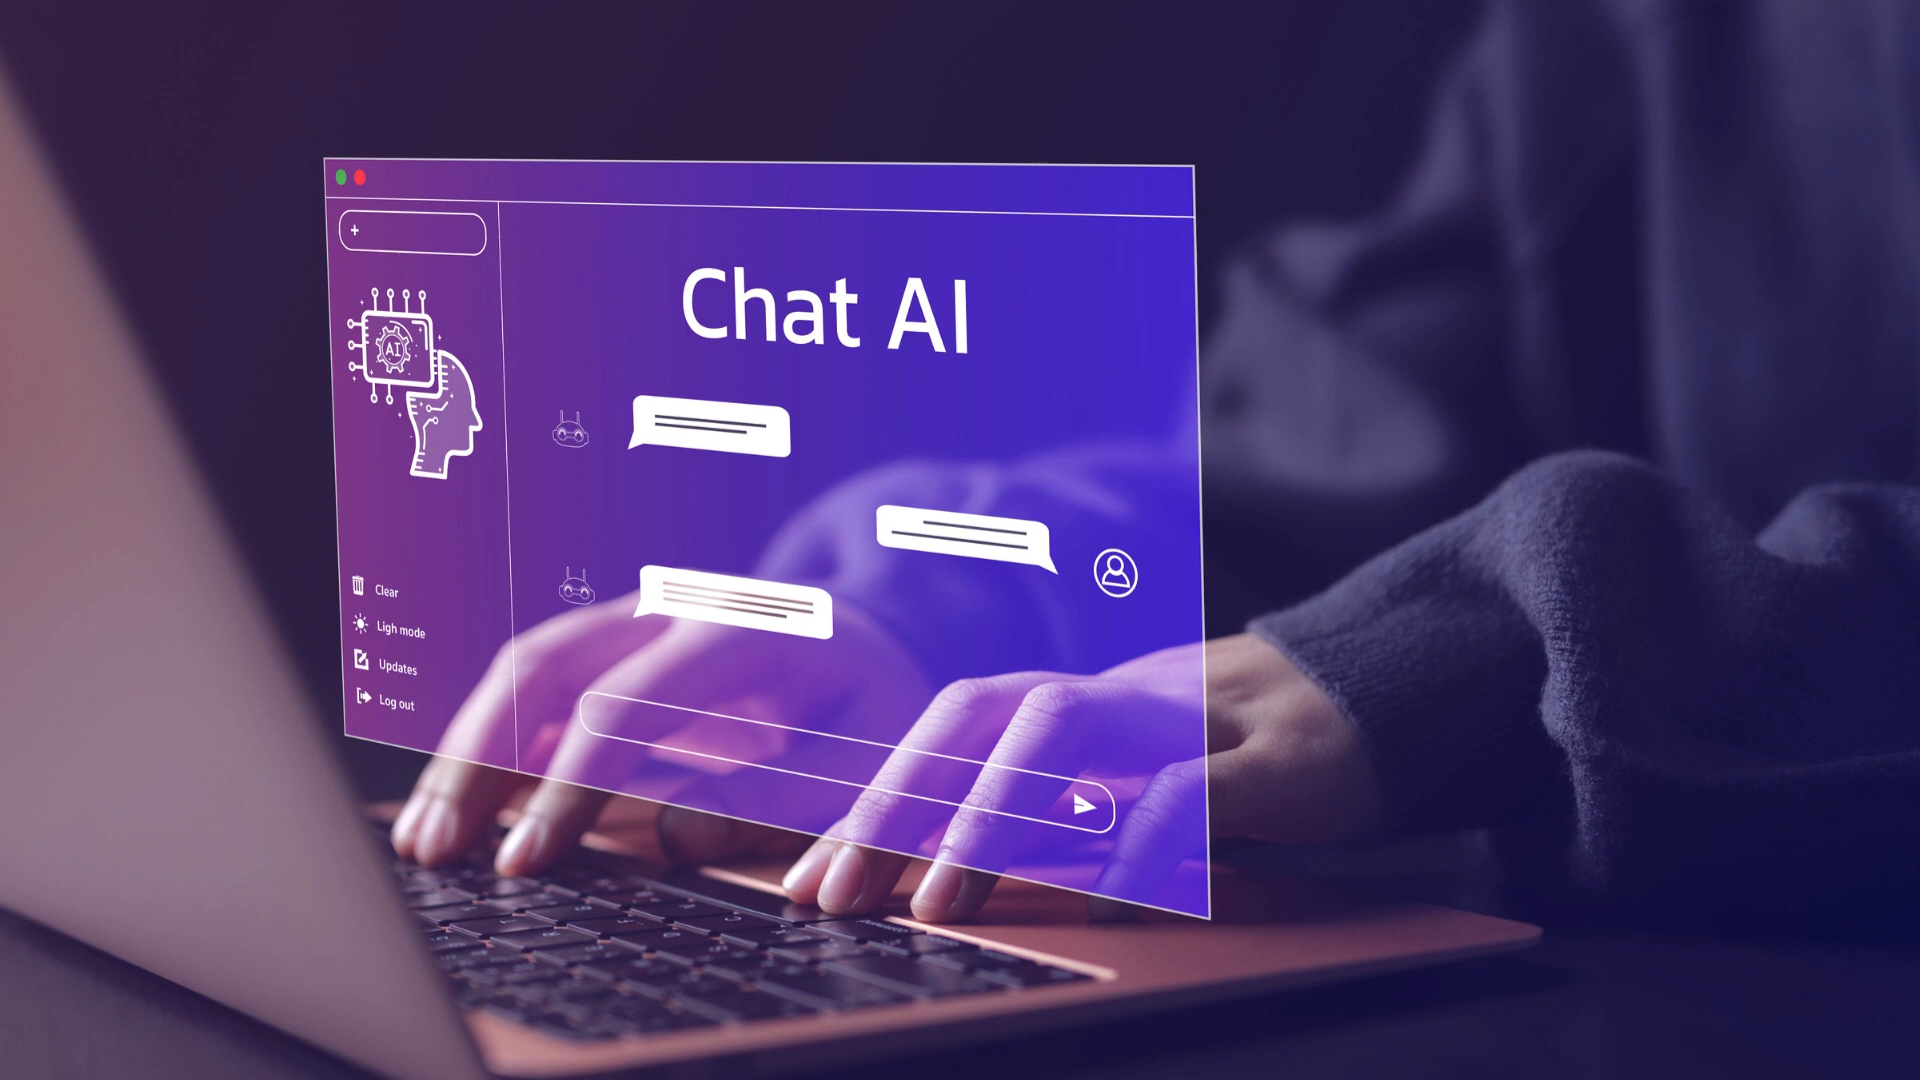 +
Chat AI
AI
Clear
Ligh mode
Updates
Log out